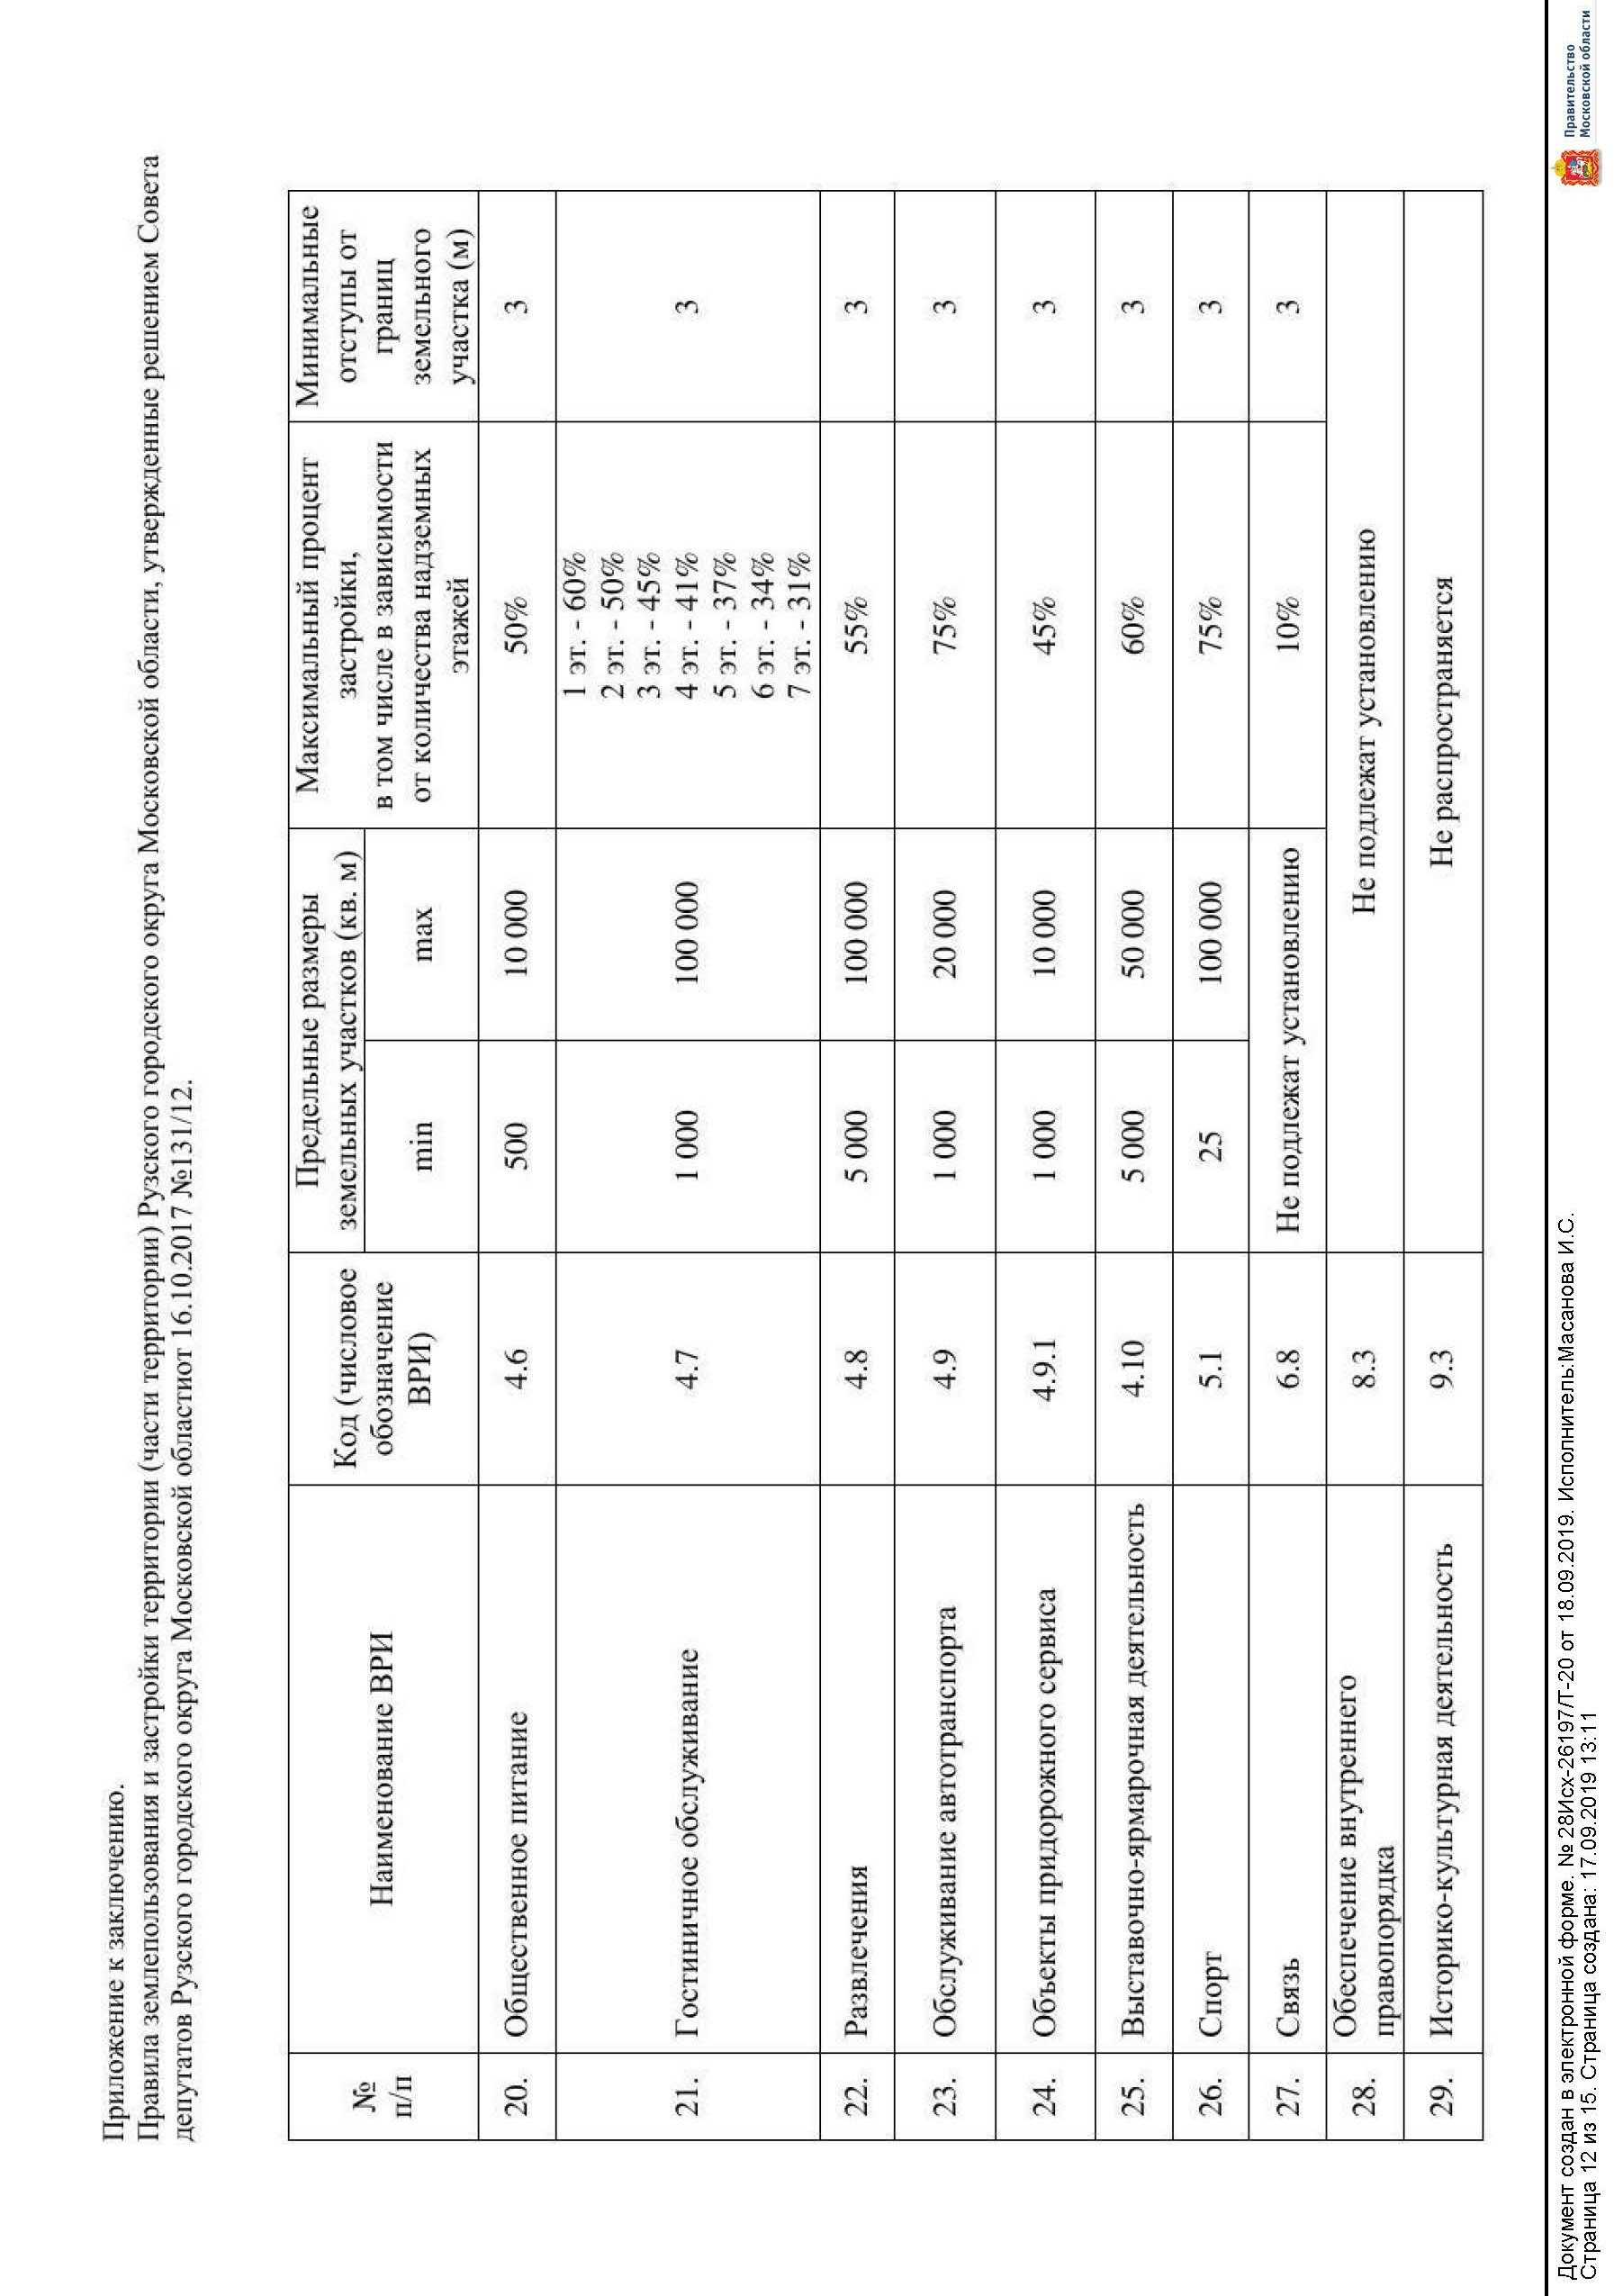 Приложение к заключению.
Правила землепользования и застройки территории (части территории) Рузского городского округа Московской области, утвержденные решением Совета
депутатов Рузского городского округа Московской областиот 16.10.2017 №131/12.
№
п/п
Наименование ВРИ
Код (числовое
обозначение
ВРИ)
Предельные размеры
земельных участков (кв. м)
min
max
Максимальный процент
застройки,
в том числе в зависимости
от количества надземных
этажей
Минимальные
отступы от
границ
земельного
участка (м)
20. Общественное питание 4.6 500 10 000 50% 3
21. Гостиничное обслуживание 4.7 1 000 100 000
1 эт. - 60%
2 эт. - 50%
3 эт. - 45%
4 эт. - 41%
5 эт. - 37%
6 эт. - 34%
7 эт. - 31%
3
22. Развлечения 4.8 5 000 100 000 55% 3
23. Обслуживание автотранспорта 4.9 1 000 20 000 75% 3
24. Объекты придорожного сервиса 4.9.1 1 000 10 000 45% 3
25. Выставочно-ярмарочная деятельность 4.10 5 000 50 000 60% 3
26. Спорт 5.1 25 100 000 75% 3
27. Связь 6.8 Не подлежат установлению 10% 3
28. Обеспечение внутреннего
правопорядка
8.3 Не подлежат установлению
29. Историко-культурная деятельность 9.3 Не распространяется
Документ создан в электронной форме. № 28Исх-26197/Т-20 от 18.09.2019. Исполнитель:Масанова И.С.
Страница 12 из 15. Страница создана: 17.09.2019 13:11
Правительство
Московской области